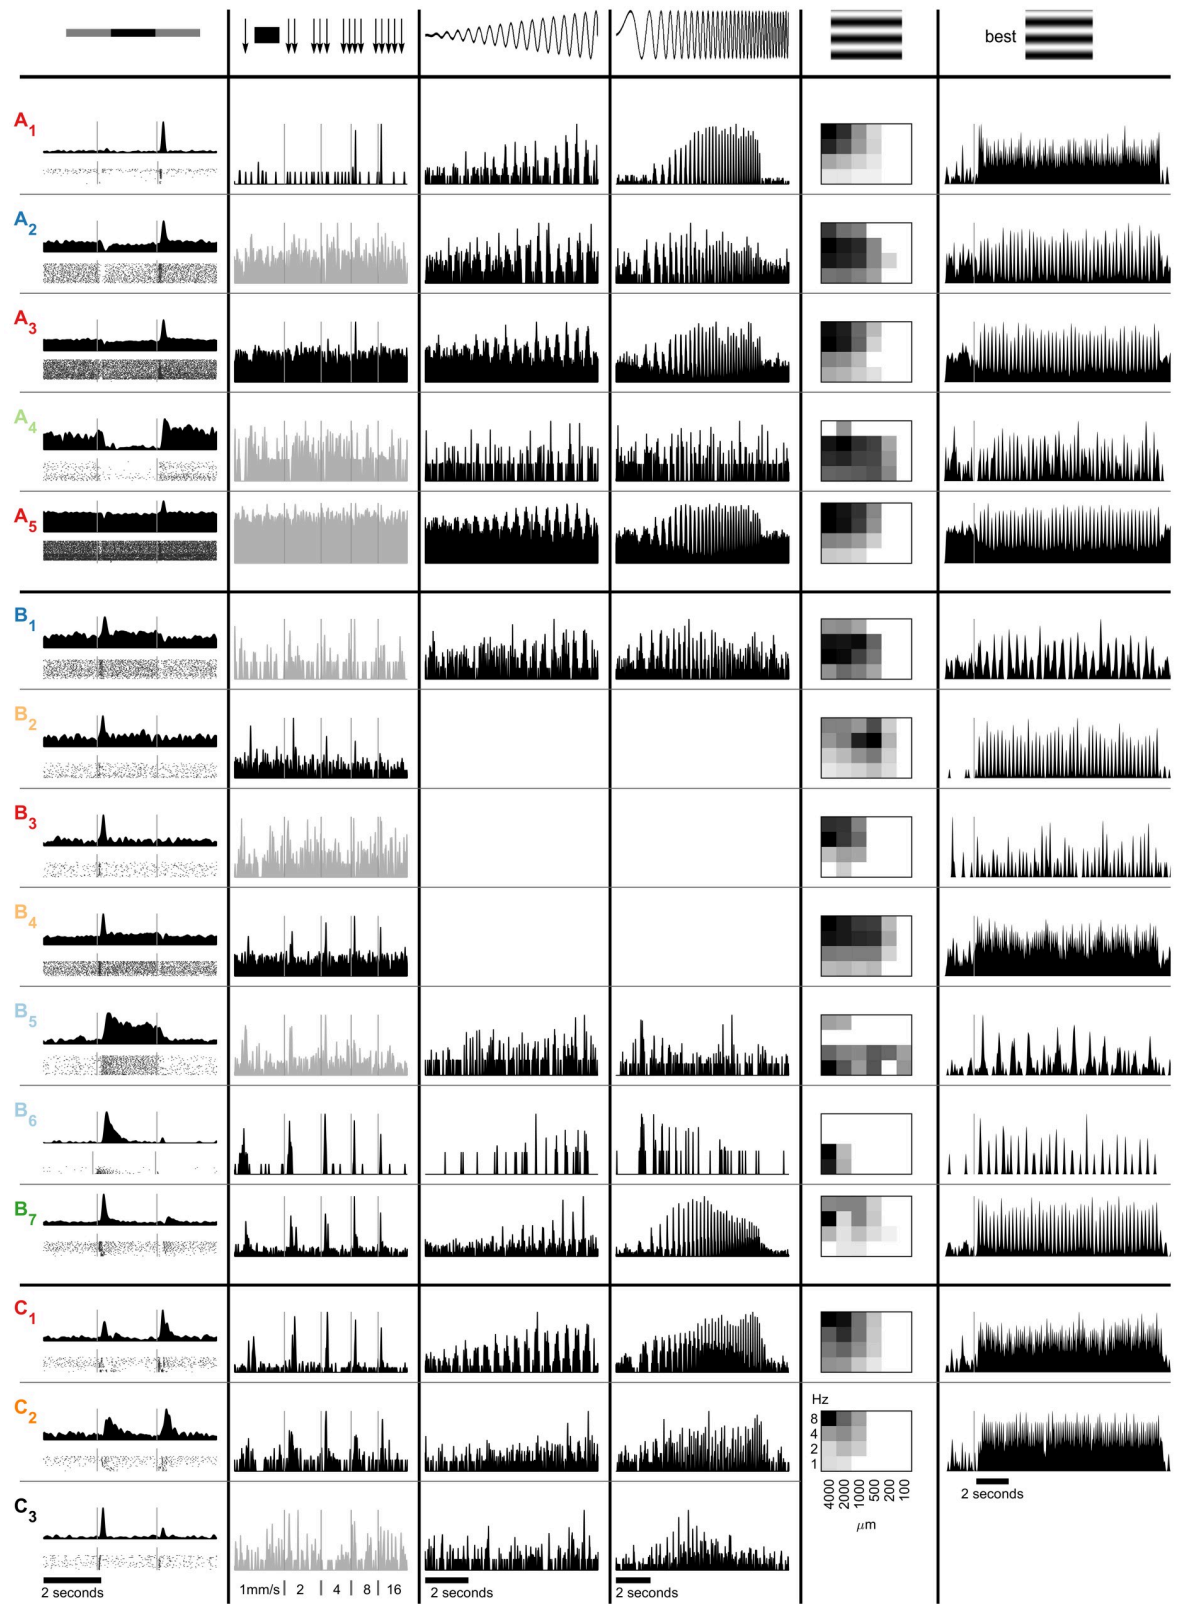 best
A1
A2
A3
A4
A5
B1
B2
B3
B4
B5
B6
B7
C1
C2
Hz
8
4
2
1
4000
2000
1000
500
200
100
μm
2 seconds
C3
2 seconds
1mm/s 2 4 8 16
2 seconds
2 seconds